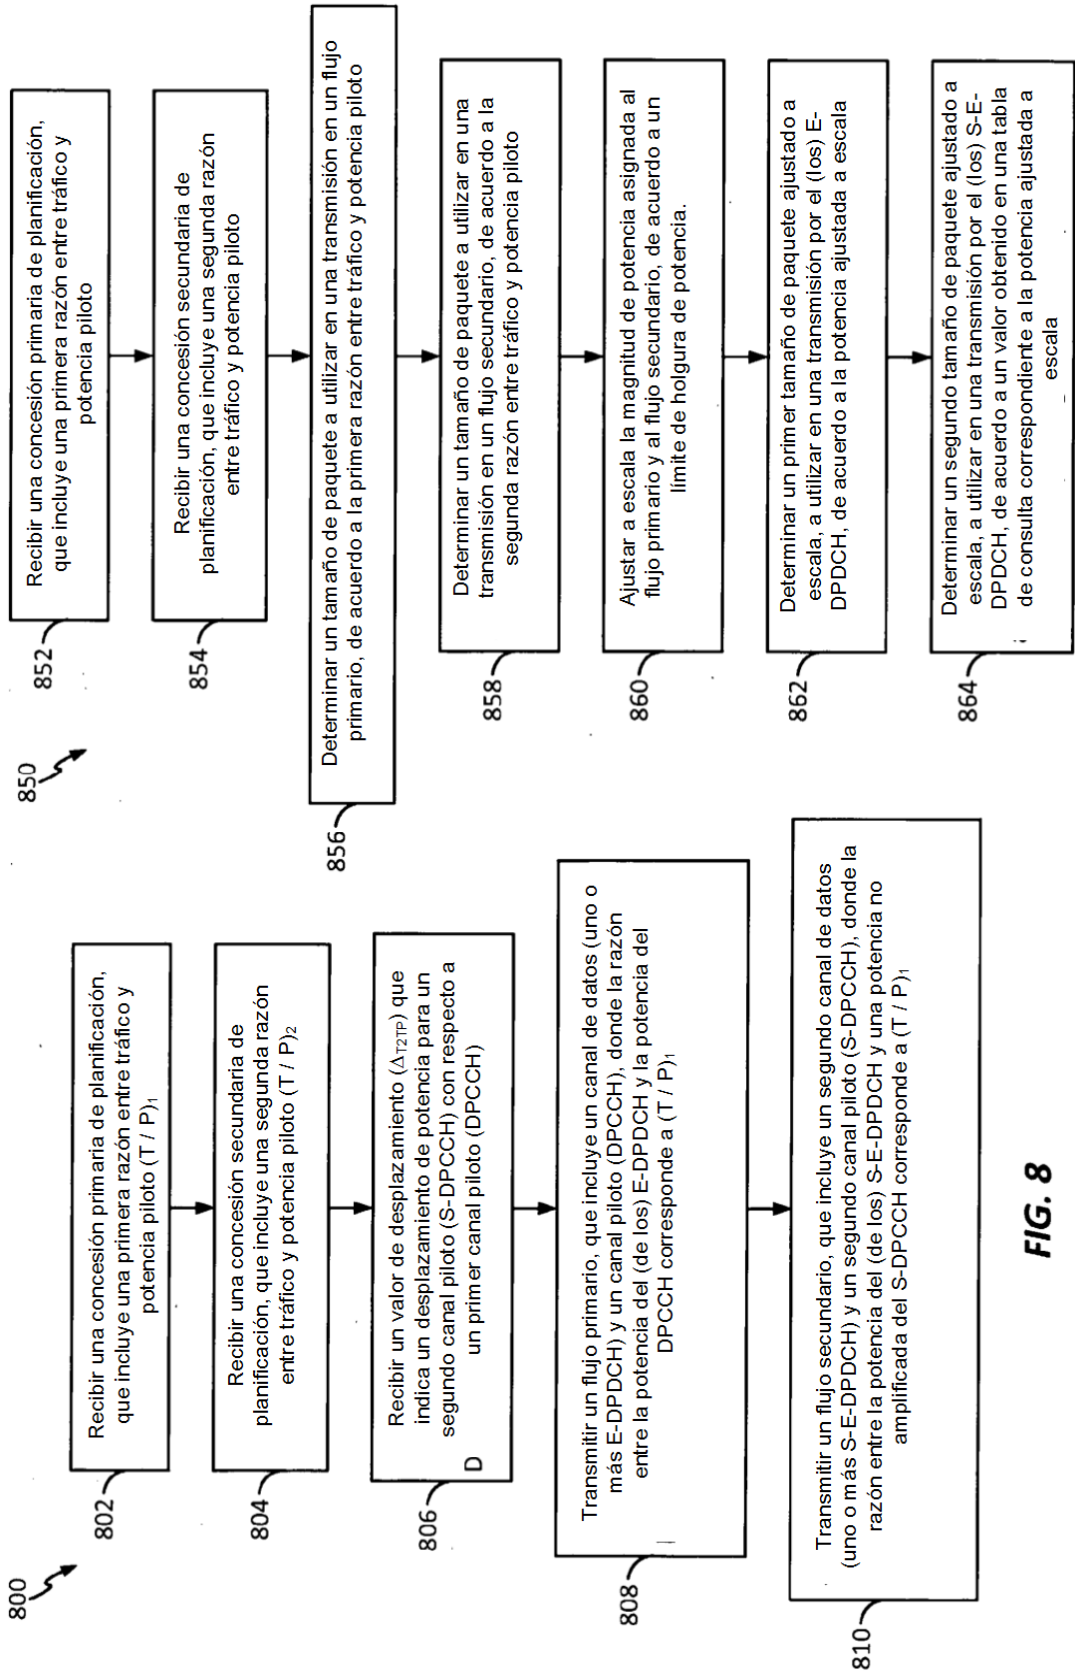 800
802
Recibir una concesión primaria de planificación,
que incluye una primera razón entre tráfico y
potencia piloto (T / P)₁
804
Recibir una concesión secundaria de
planificación, que incluye una segunda razón
entre tráfico y potencia piloto (T / P)₂
806
Recibir un valor de desplazamiento (Δ_T2TP) que
indica un desplazamiento de potencia para un
segundo canal piloto (S-DPCCH) con respecto a
un primer canal piloto (DPCCH)
D
808
Transmitir un flujo primario, que incluye un canal de datos (uno o
más E-DPDCH) y un canal piloto (DPCCH), donde la razón
entre la potencia del (de los) E-DPDCH y la potencia del
DPCCH corresponde a (T / P)₁
810
Transmitir un flujo secundario, que incluye un segundo canal de datos
(uno o más S-E-DPDCH) y un segundo canal piloto (S-DPCCH), donde la
razón entre la potencia del (de los) S-E-DPDCH y una potencia no
amplificada del S-DPCCH corresponde a (T / P)₁
850
852
Recibir una concesión primaria de planificación,
que incluye una primera razón entre tráfico y
potencia piloto
854
Recibir una concesión secundaria de
planificación, que incluye una segunda razón
entre tráfico y potencia piloto
856
Determinar un tamaño de paquete a utilizar en una transmisión en un flujo
primario, de acuerdo a la primera razón entre tráfico y potencia piloto
858
Determinar un tamaño de paquete a utilizar en una
transmisión en un flujo secundario, de acuerdo a la
segunda razón entre tráfico y potencia piloto
860
Ajustar a escala la magnitud de potencia asignada al
flujo primario y al flujo secundario, de acuerdo a un
límite de holgura de potencia.
862
Determinar un primer tamaño de paquete ajustado a
escala, a utilizar en una transmisión por el (los) E-
DPDCH, de acuerdo a la potencia ajustada a escala
864
Determinar un segundo tamaño de paquete ajustado a
escala, a utilizar en una transmisión por el (los) S-E-
DPDCH, de acuerdo a un valor obtenido en una tabla
de consulta correspondiente a la potencia ajustada a
escala
FIG. 8